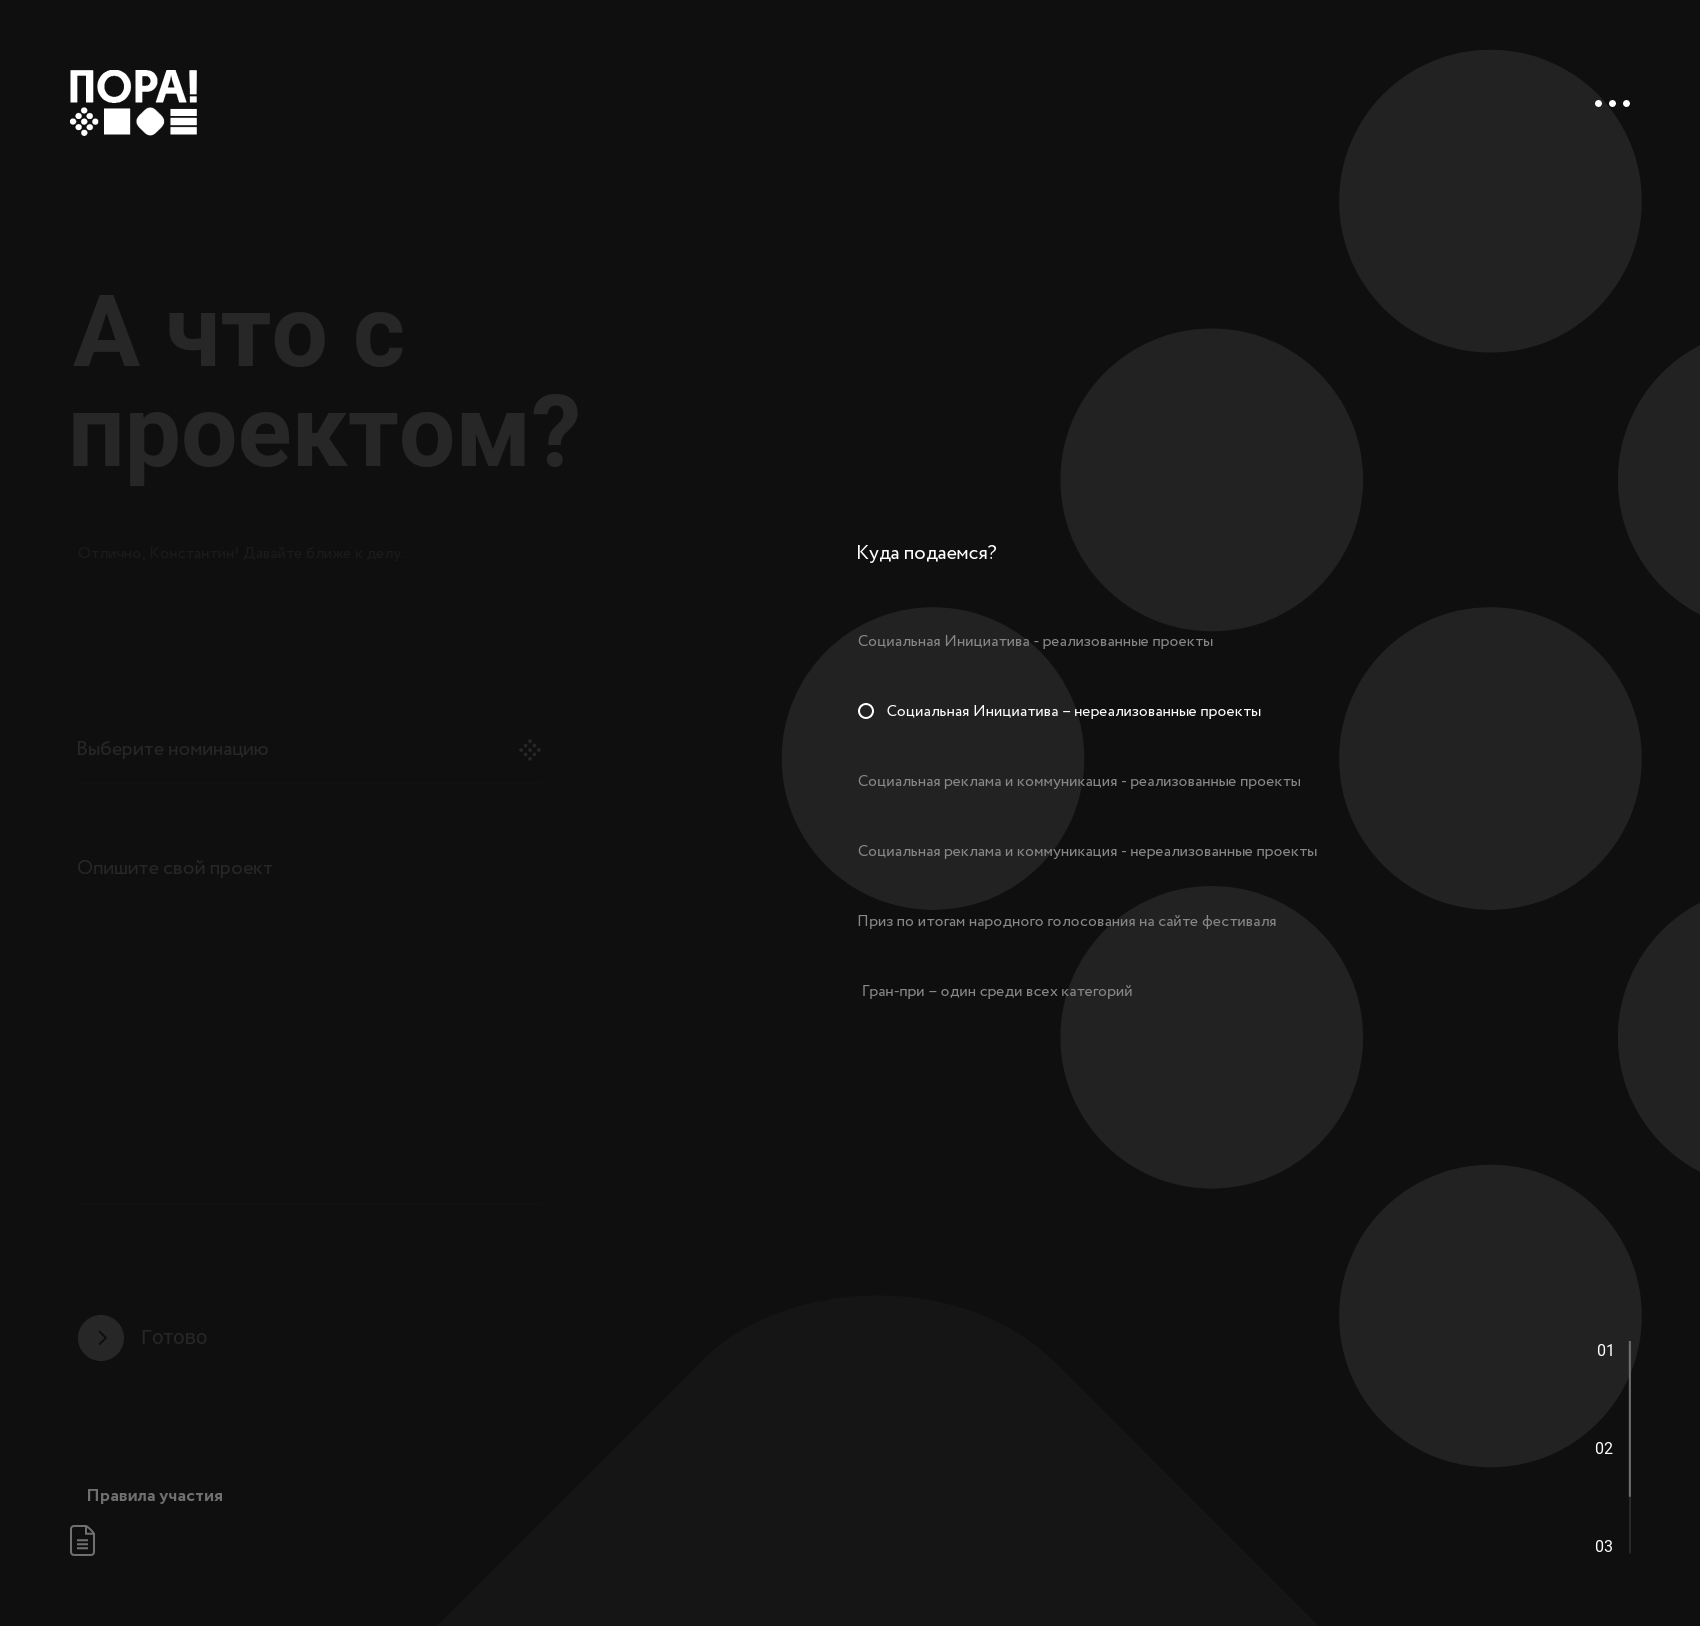 ПОРА!
А что с
проектом?
Отлично, Константин! Давайте ближе к делу
Выберите номинацию
Опишите свой проект
Готово
Правила участия
Куда подаемся?
Социальная Инициатива - реализованные проекты
Социальная Инициатива – нереализованные проекты
Социальная реклама и коммуникация - реализованные проекты
Социальная реклама и коммуникация - нереализованные проекты
Приз по итогам народного голосования на сайте фестиваля
Гран-при – один среди всех категорий
01
02
03